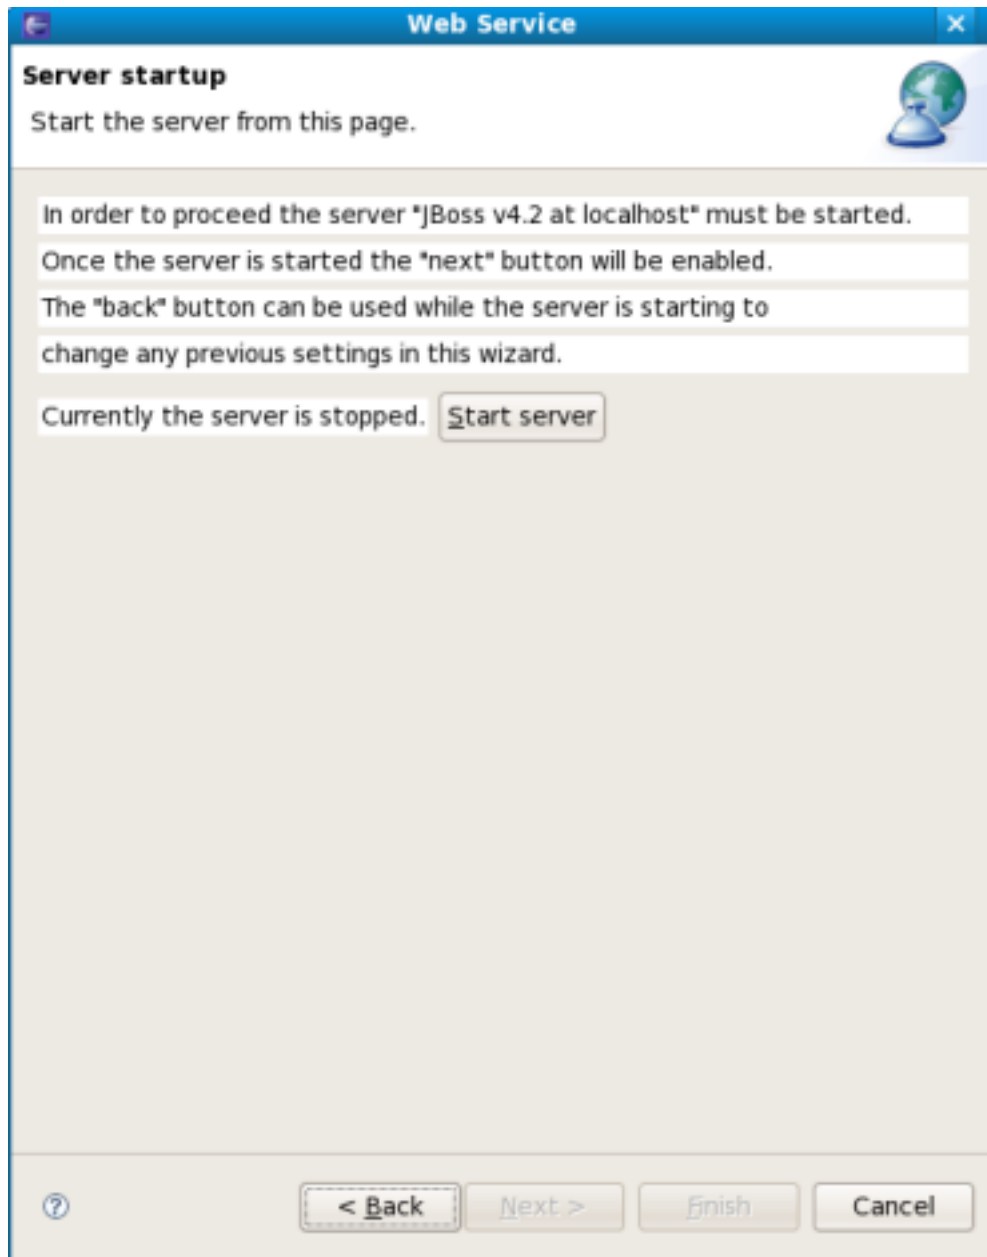 Web Service
Server startup
Start the server from this page.
In order to proceed the server "JBoss v4.2 at localhost" must be started.
Once the server is started the "next" button will be enabled.
The "back" button can be used while the server is starting to
change any previous settings in this wizard.
Currently the server is stopped. Start server
? < Back Next > Finish Cancel